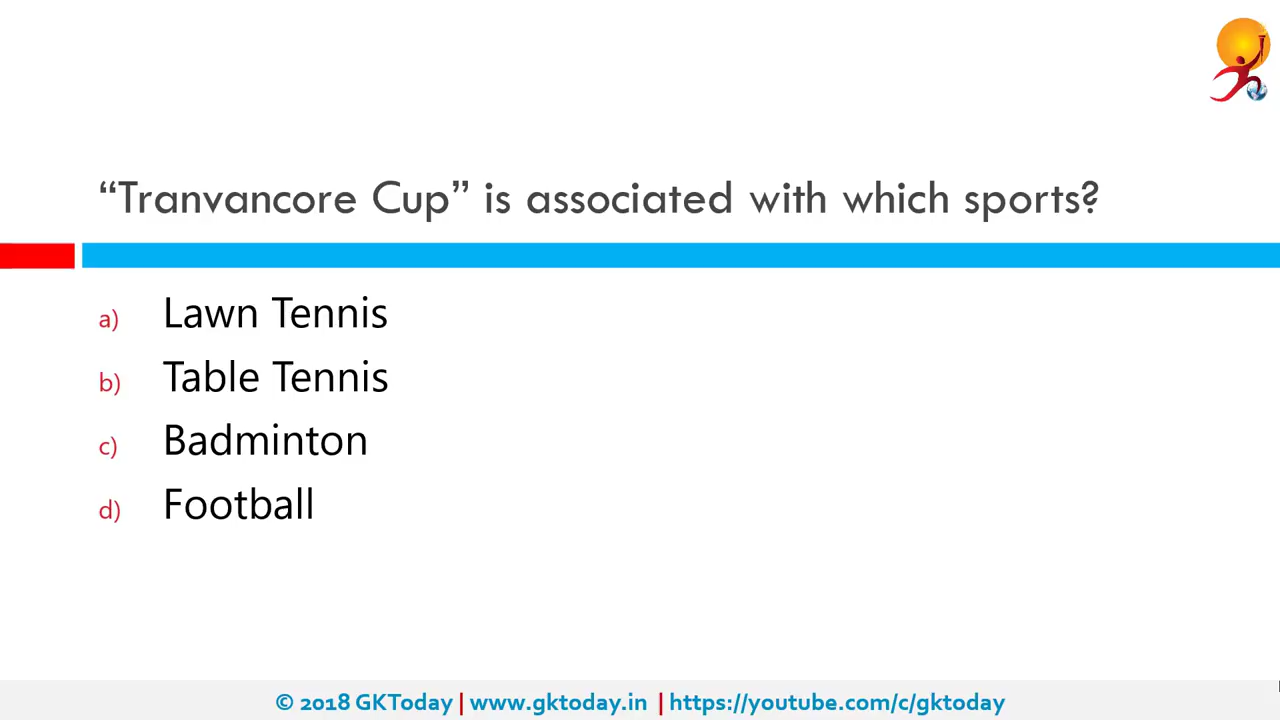 “Tranvancore Cup” is associated with which sports?
a) Lawn Tennis
b) Table Tennis
c) Badminton
d) Football
© 2018 GKToday | www.gktoday.in | https://youtube.com/c/gktoday